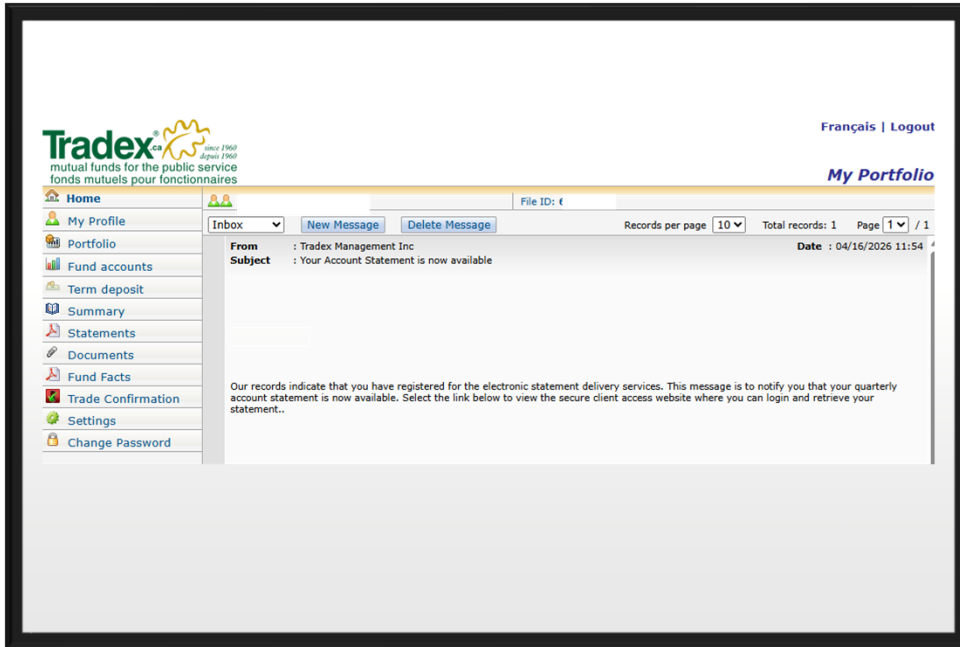 Tradex.ca
since 1960
depuis 1960
mutual funds for the public service
fonds mutuels pour fonctionnaires
Français | Logout
My Portfolio
Home
My Profile
Portfolio
Fund accounts
Term deposit
Summary
Statements
Documents
Fund Facts
Trade Confirmation
Settings
Change Password
File ID:
Inbox New Message Delete Message Records per page 10 Total records: 1 Page 1 / 1
From : Tradex Management Inc Date : 04/16/2026 11:54
Subject : Your Account Statement is now available
Our records indicate that you have registered for the electronic statement delivery services. This message is to notify you that your quarterly
account statement is now available. Select the link below to view the secure client access website where you can login and retrieve your
statement..